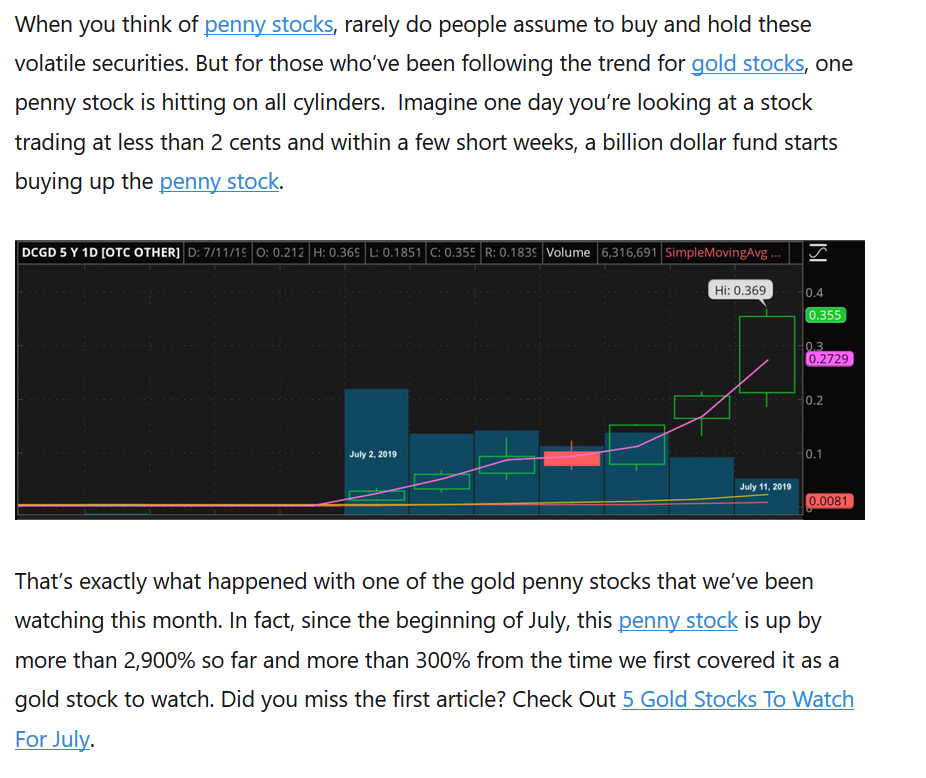 When you think of penny stocks, rarely do people assume to buy and hold these
volatile securities. But for those who’ve been following the trend for gold stocks, one
penny stock is hitting on all cylinders.  Imagine one day you’re looking at a stock
trading at less than 2 cents and within a few short weeks, a billion dollar fund starts
buying up the penny stock.
DCGD 5 Y 1D [OTC OTHER] D: 7/11/19 O: 0.212 H: 0.369 L: 0.1851 C: 0.355 R: 0.1839 Volume 6,316,691 SimpleMovingAvg ...
Hi: 0.369
0.4
0.355
0.3
0.2729
0.2
0.1
July 2, 2019
July 11, 2019
0.0081
0
That’s exactly what happened with one of the gold penny stocks that we’ve been
watching this month. In fact, since the beginning of July, this penny stock is up by
more than 2,900% so far and more than 300% from the time we first covered it as a
gold stock to watch. Did you miss the first article? Check Out 5 Gold Stocks To Watch
For July.